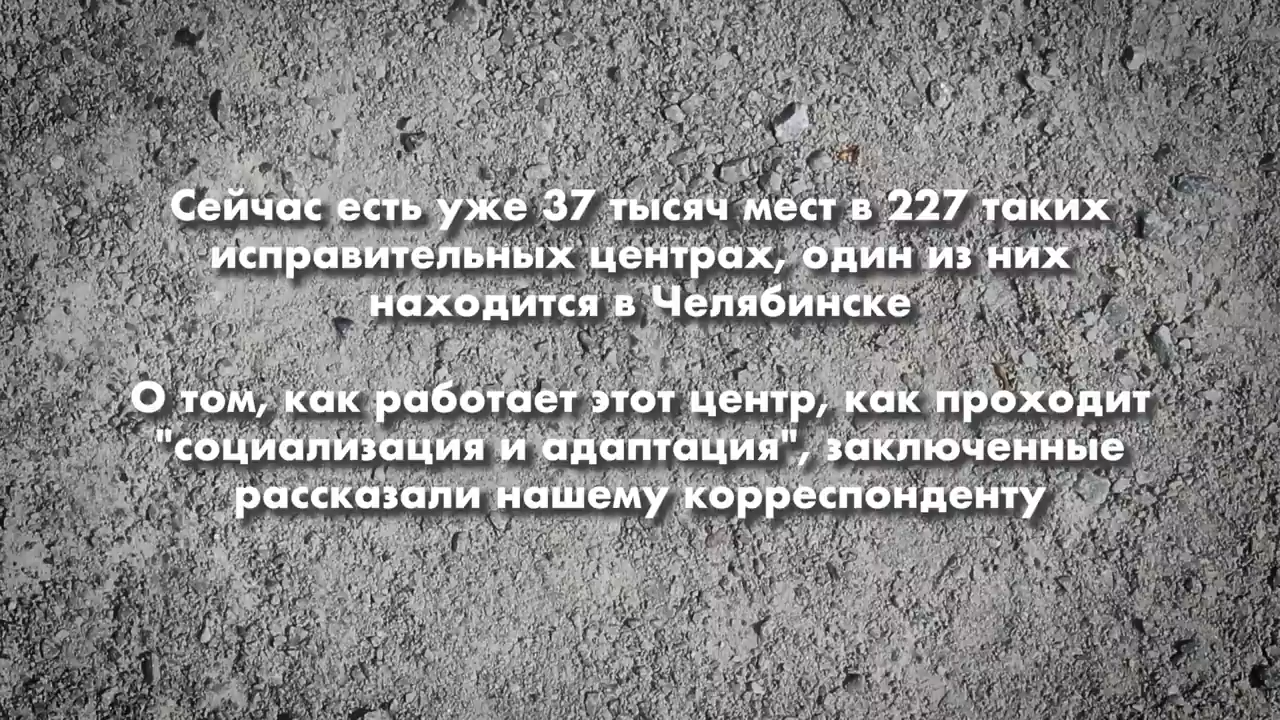 Сейчас есть уже 37 тысяч мест в 227 таких
исправительных центрах, один из них
находится в Челябинске
О том, как работает этот центр, как проходит
"социализация и адаптация", заключенные
рассказали нашему корреспонденту